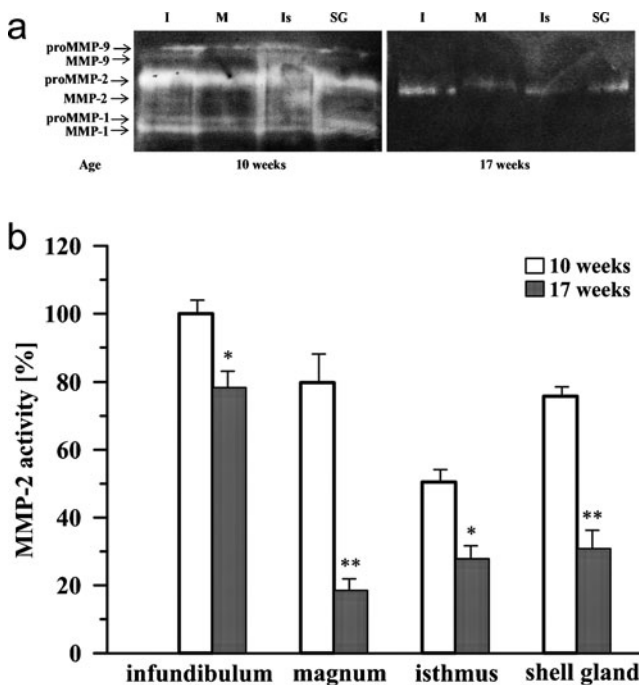 a
I M Is SG I M Is SG
proMMP-9
MMP-9
proMMP-2
MMP-2
proMMP-1
MMP-1
Age 10 weeks 17 weeks
b
120
100
80
60
40
20
0
MMP-2 activity [%]
10 weeks
17 weeks
*
**
*
**
infundibulum magnum isthmus shell gland